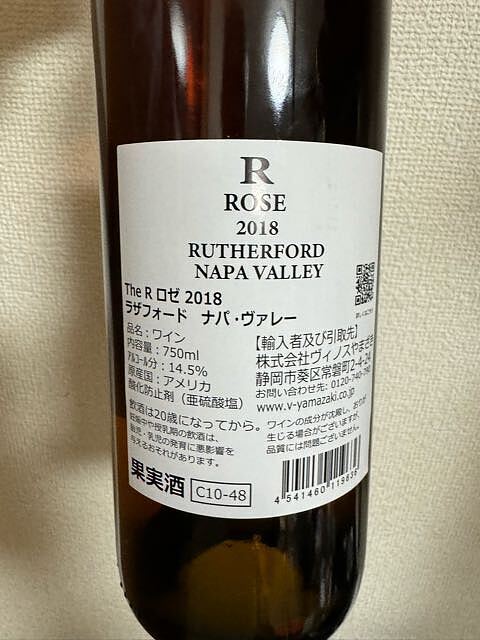 R
ROSE
2018
RUTHERFORD
NAPA VALLEY
The R ロゼ 2018
ラザフォード ナパ・ヴァレー
品名：ワイン
内容量：750ml
アルコール分：14.5%
原産国：アメリカ
酸化防止剤（亜硫酸塩）
【輸入者及び引取先】
株式会社ヴィノスやまざき
静岡市葵区常磐町2-4-24
お問い合わせ先：0120-740-790
www.v-yamazaki.co.jp
飲酒は20歳になってから。
妊娠中や授乳期の飲酒は、
胎児・乳児の発育に悪影響を
与えるおそれがあります。
ワインの成分が沈殿し、おりが
生じる場合がございますが、
品質には問題ございません。
果実酒
C10-48
4 541460 119836